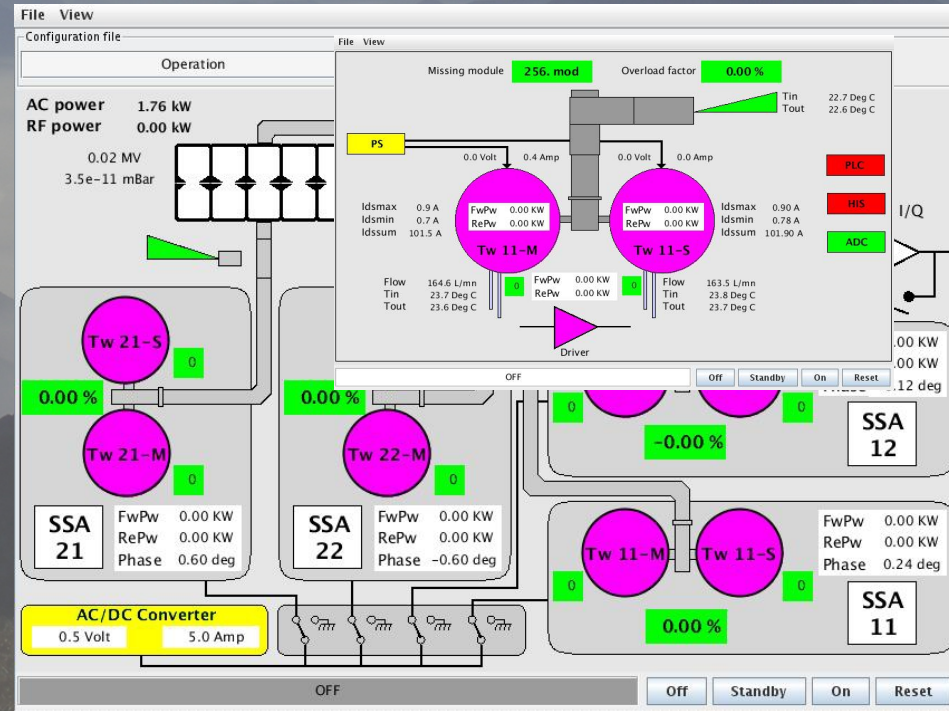 File View
Configuration file
Operation
AC power 1.76 kW
RF power 0.00 kW
0.02 MV
3.5e-11 mBar
File View
Missing module 256. mod Overload factor 0.00 %
Tin 22.7 Deg C
Tout 22.6 Deg C
PS
0.0 Volt 0.4 Amp 0.0 Volt 0.0 Amp
PLC
HIS
ADC
Idsmax 0.9 A
Idsmin 0.7 A
Idssum 101.5 A
FwPw 0.00 KW
RePw 0.00 KW
Tw 11-M
FwPw 0.00 KW
RePw 0.00 KW
Tw 11-S
Idsmax 0.90 A
Idsmin 0.78 A
Idssum 101.90 A
Flow 164.6 L/mn
Tin 23.7 Deg C
Tout 23.6 Deg C
0
FwPw 0.00 KW
RePw 0.00 KW
0
Flow 163.5 L/mn
Tin 23.8 Deg C
Tout 23.7 Deg C
Driver
OFF
Off Standby On Reset
I/Q
Tw 21-S
0
0.00 %
Tw 21-M
0
SSA
21
FwPw 0.00 KW
RePw 0.00 KW
Phase 0.60 deg
0.00 %
Tw 22-M
0
SSA
22
FwPw 0.00 KW
RePw 0.00 KW
Phase -0.60 deg
.00 KW
.00 KW
.12 deg
0
0
-0.00 %
SSA
12
Tw 11-M
Tw 11-S
0
0
0.00 %
FwPw 0.00 KW
RePw 0.00 KW
Phase 0.24 deg
SSA
11
AC/DC Converter
0.5 Volt 5.0 Amp
OFF
Off Standby On Reset